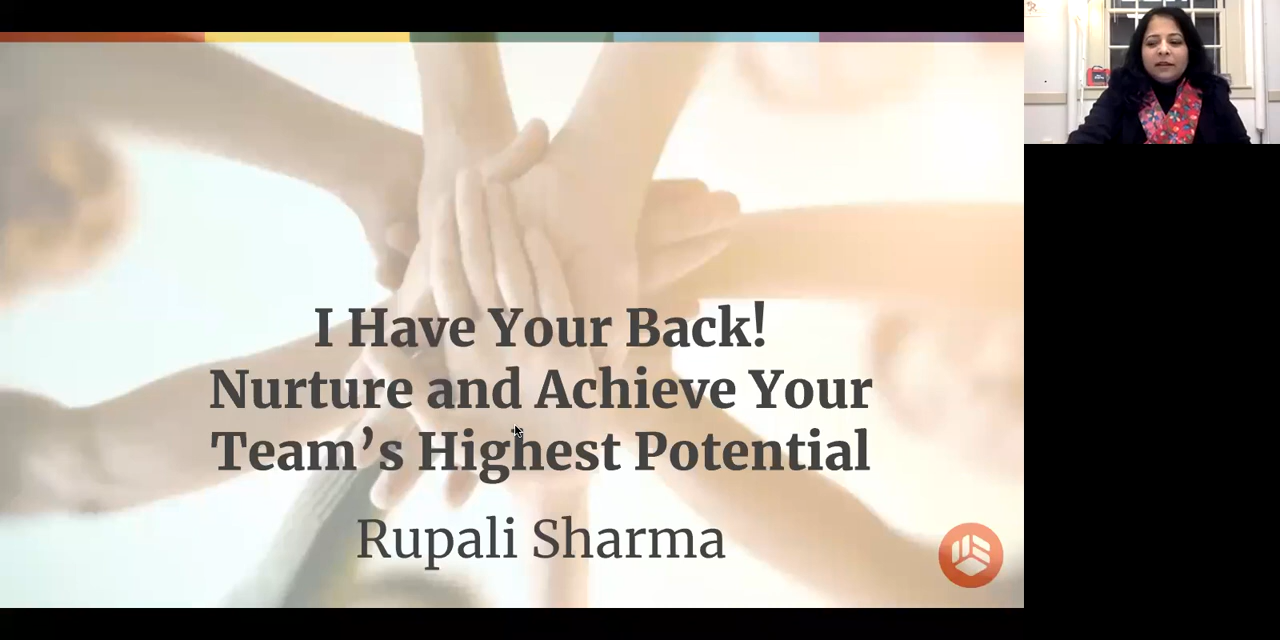 I Have Your Back!
Nurture and Achieve Your
Team’s Highest Potential
Rupali Sharma